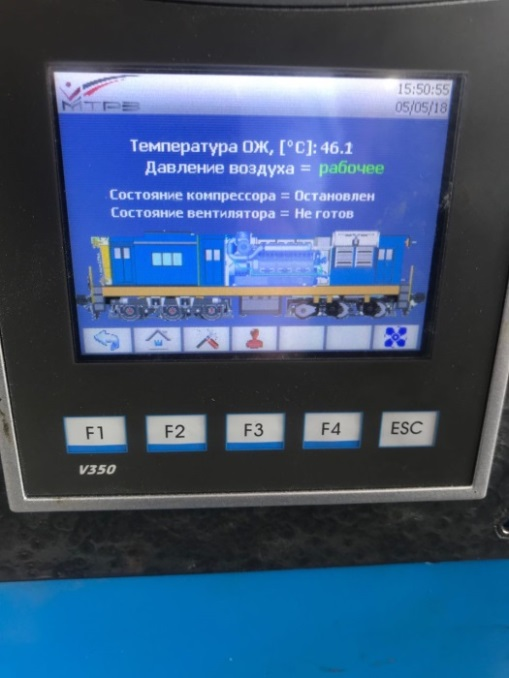 МТРЗ
15:50:55
05/05/18
Температура ОЖ, [°C]: 46.1
Давление воздуха = рабочее
Состояние компрессора = Остановлен
Состояние вентилятора = Не готов
F1
F2
F3
F4
ESC
V350